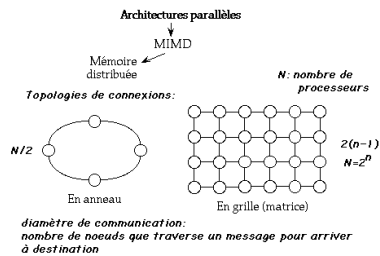 Architectures parallèles
MIMD
Mémoire
distribuée
N: nombre de
processeurs
Topologies de connexions:
N/2
2(n-1)
N=2^n
En anneau
En grille (matrice)
diamètre de communication:
nombre de noeuds que traverse un message pour arriver
à destination